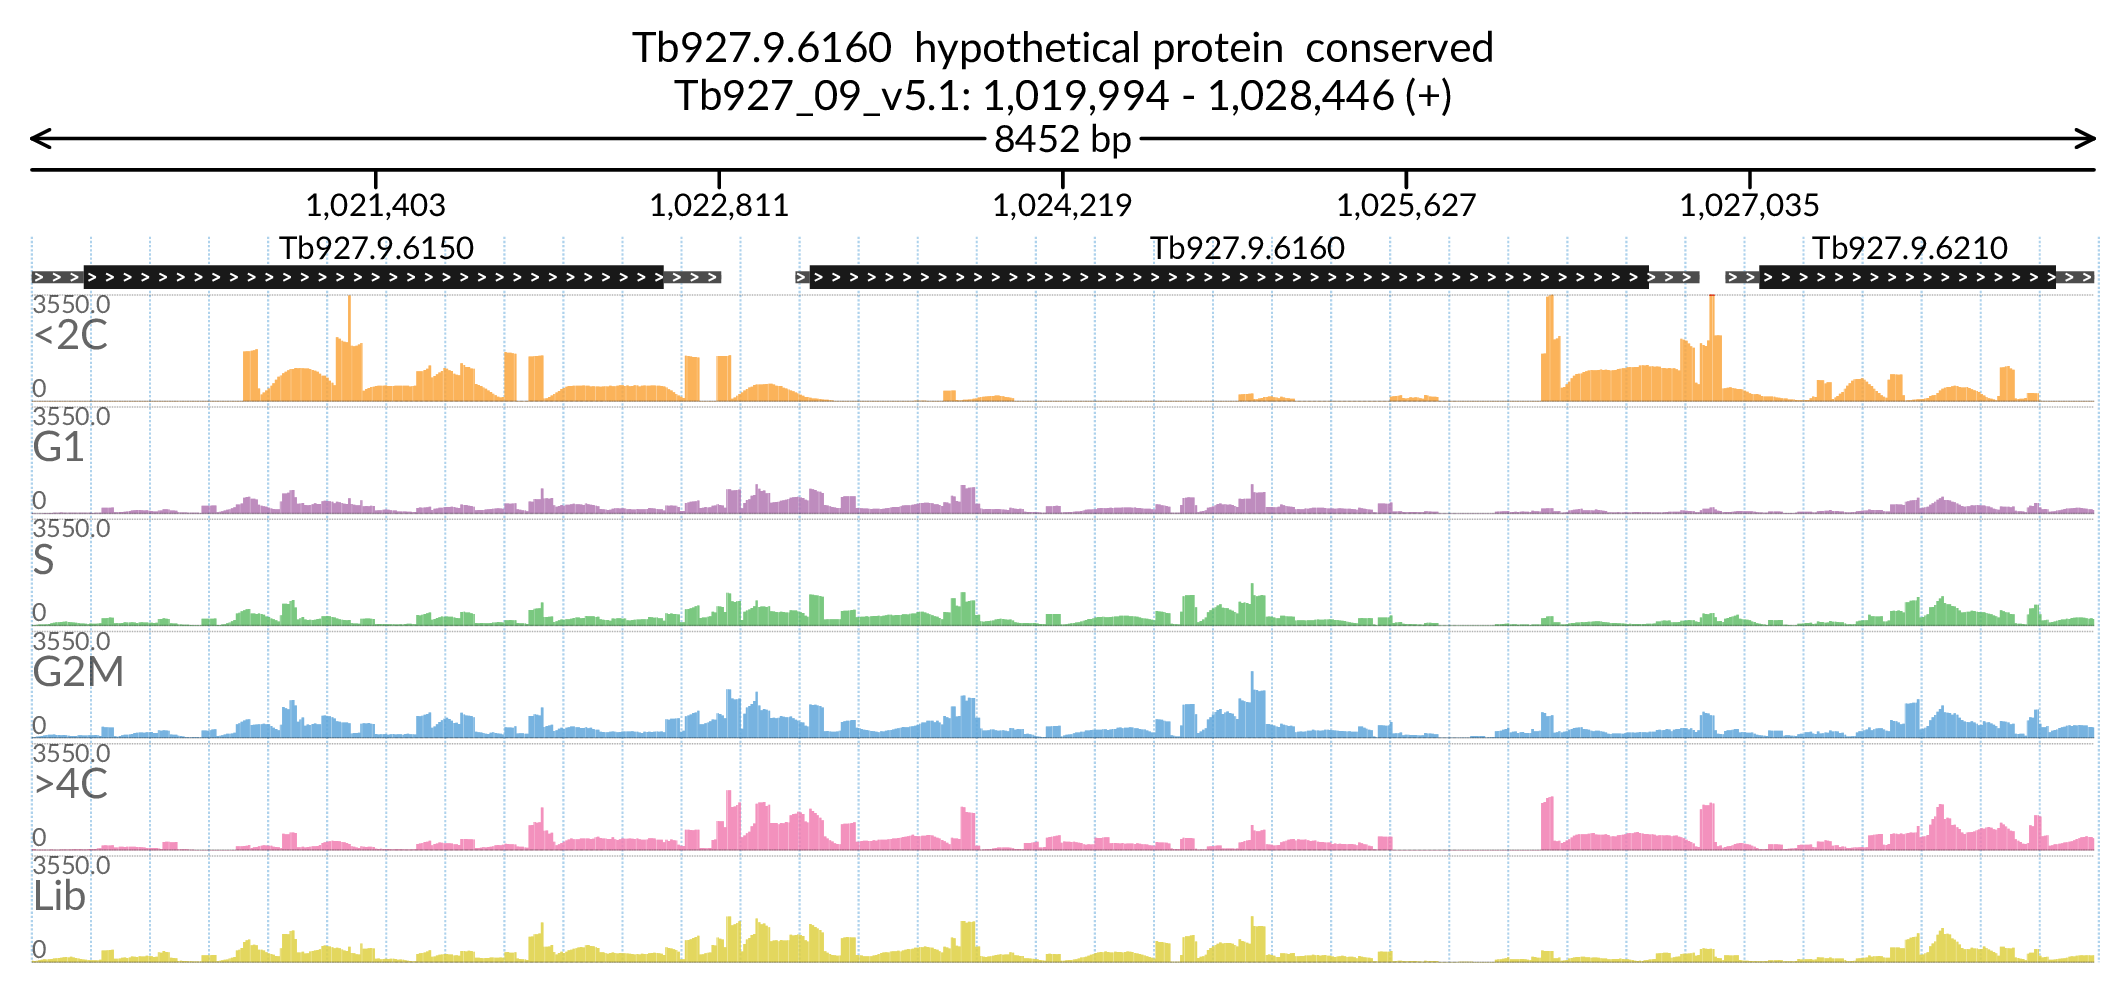 Tb927.9.6160  hypothetical protein  conserved
Tb927_09_v5.1: 1,019,994 - 1,028,446 (+)
8452 bp
1,021,403 1,022,811 1,024,219 1,025,627 1,027,035
Tb927.9.6150 Tb927.9.6160 Tb927.9.6210
3550.0
<2C
0
3550.0
G1
0
3550.0
S
0
3550.0
G2M
0
3550.0
>4C
0
3550.0
Lib
0